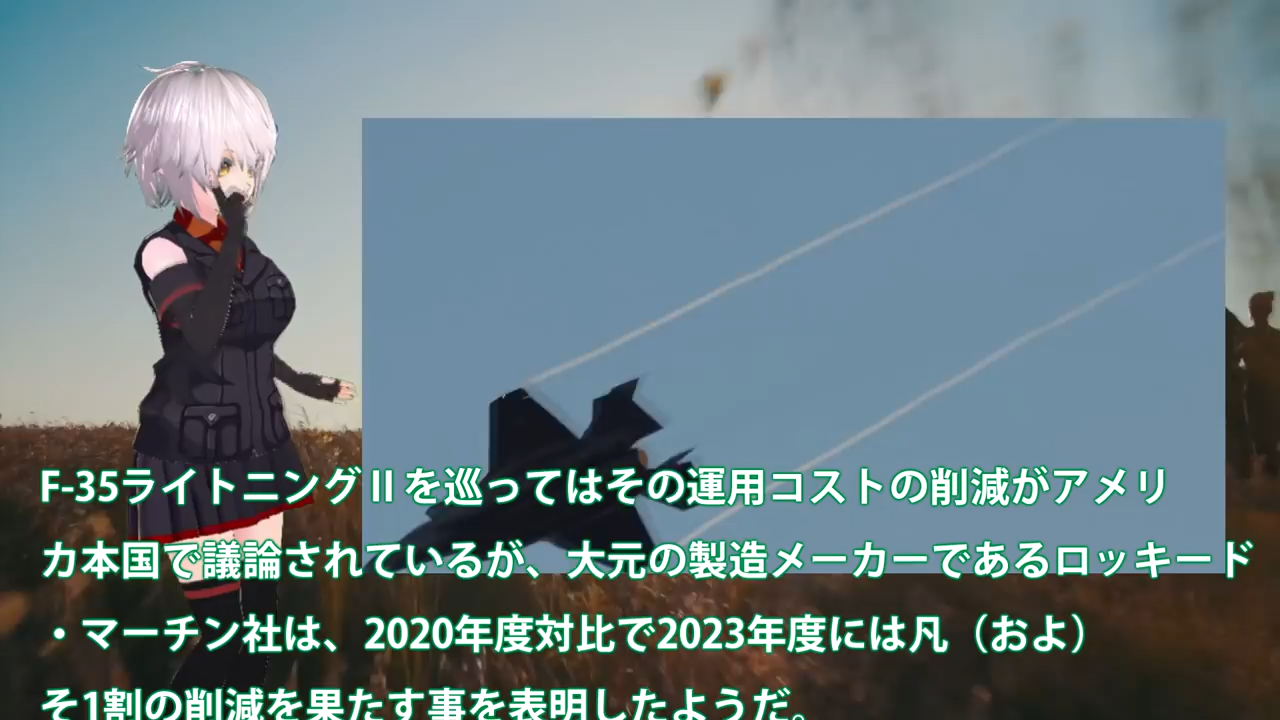 F-35ライトニングⅡを巡ってはその運用コストの削減がアメリ
カ本国で議論されているが、大元の製造メーカーであるロッキード
・マーチン社は、2020年度対比で2023年度には凡（およ）
そ1割の削減を果たす事を表明したようだ。